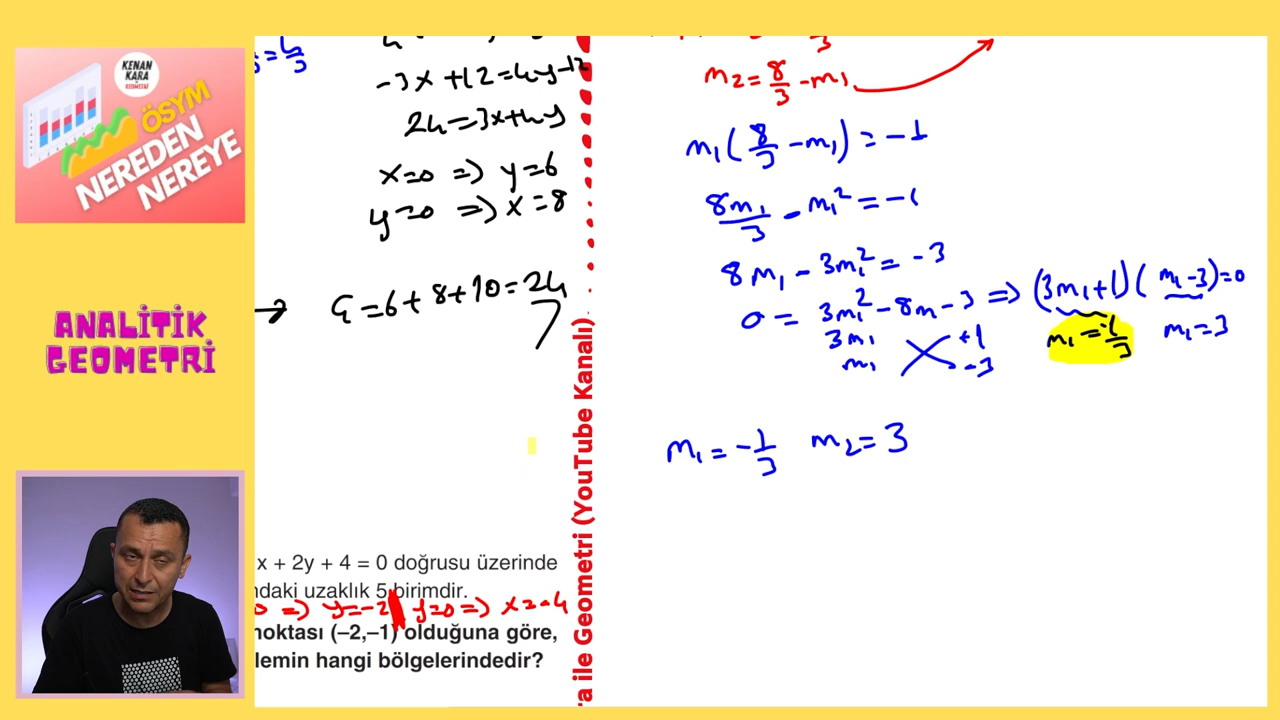 KENAN
KARA
GEOMETRİ
ÖSYM
NEREDEN
NEREYE
ANALİTİK
GEOMETRİ
-3x+12=4y-12
24=3x+4y
x=0 => y=6
y=0 => x=8
Ç=6+8+10=24
x + 2y + 4 = 0 doğrusu üzerinde
ndaki uzaklık 5 birimdir.
0 => y=-2 y=0 => x=-4
noktası (–2,–1) olduğuna göre,
lemin hangi bölgelerindedir?
ra ile Geometri (YouTube Kanalı)
m2=8/3-m1
m1(8/3-m1)=-1
8m1/3-m1²=-1
8m1-3m1²=-3
0=3m1²-8m-3 => (3m1+1)(m1-3)=0
3m1 +1
m1 -3
m1=-1/3 m1=3
m1=-1/3 m2=3